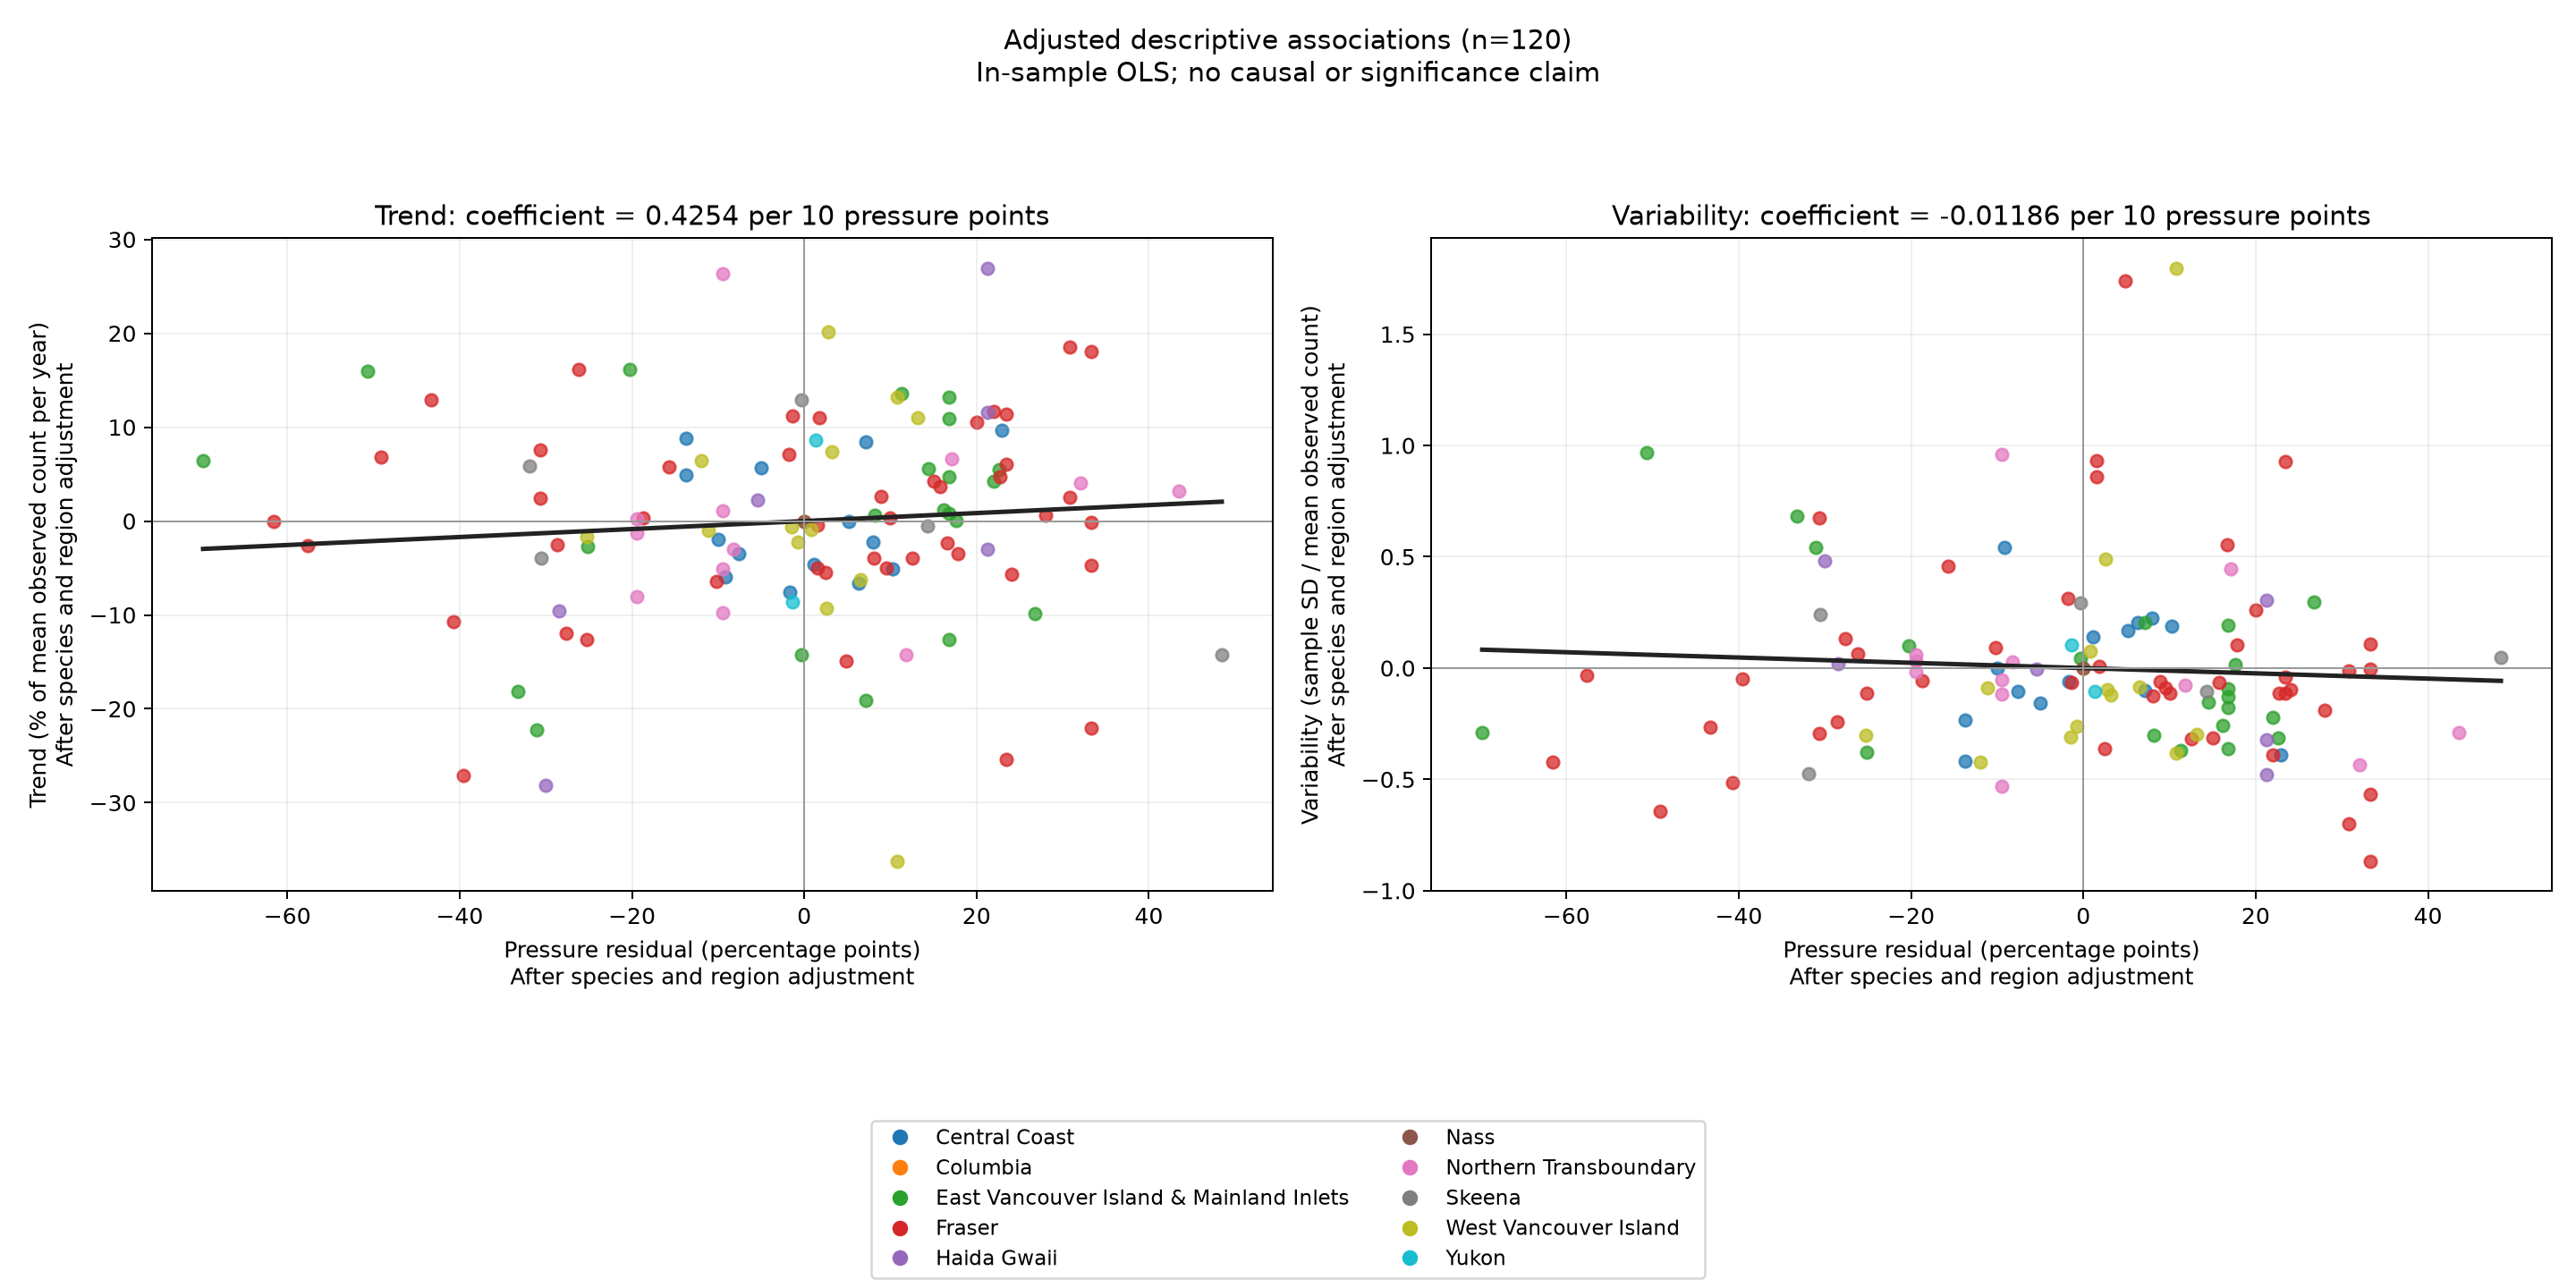 Adjusted descriptive associations (n=120)
In-sample OLS; no causal or significance claim
Trend: coefficient = 0.4254 per 10 pressure points
Trend (% of mean observed count per year)
After species and region adjustment
30
20
10
0
−10
−20
−30
−60
−40
−20
0
20
40
Pressure residual (percentage points)
After species and region adjustment
Variability: coefficient = -0.01186 per 10 pressure points
Variability (sample SD / mean observed count)
After species and region adjustment
1.5
1.0
0.5
0.0
−0.5
−1.0
−60
−40
−20
0
20
40
Pressure residual (percentage points)
After species and region adjustment
Central Coast
Columbia
East Vancouver Island & Mainland Inlets
Fraser
Haida Gwaii
Nass
Northern Transboundary
Skeena
West Vancouver Island
Yukon